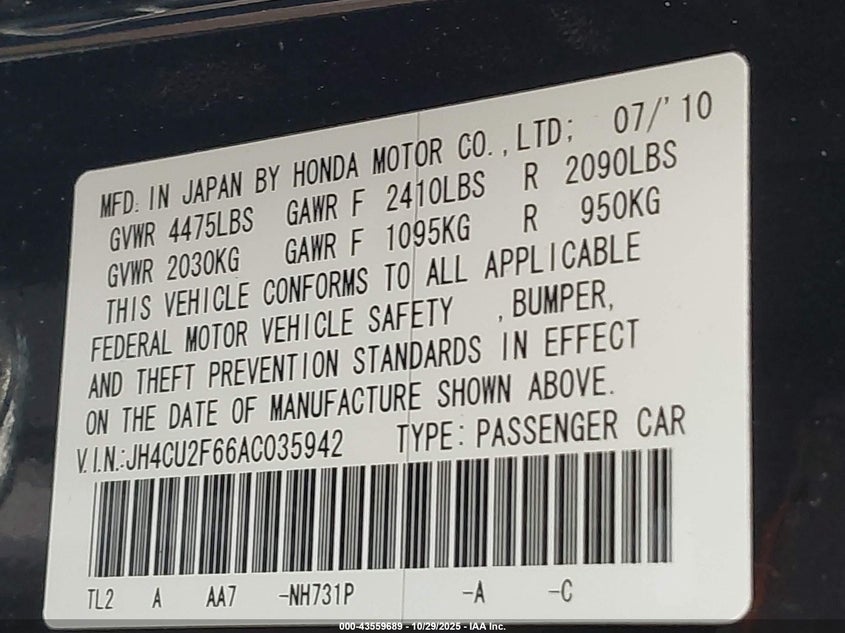 MFD. IN JAPAN BY HONDA MOTOR CO., LTD; 07/'10
GVWR 4475LBS GAWR F 2410LBS R 2090LBS
GVWR 2030KG GAWR F 1095KG R 950KG
THIS VEHICLE CONFORMS TO ALL APPLICABLE
FEDERAL MOTOR VEHICLE SAFETY , BUMPER,
AND THEFT PREVENTION STANDARDS IN EFFECT
ON THE DATE OF MANUFACTURE SHOWN ABOVE.
V.I.N.:JH4CU2F66AC035942 TYPE: PASSENGER CAR
TL2 A AA7 -NH731P -A -C
000-43559689 - 10/29/2025 - IAA Inc.